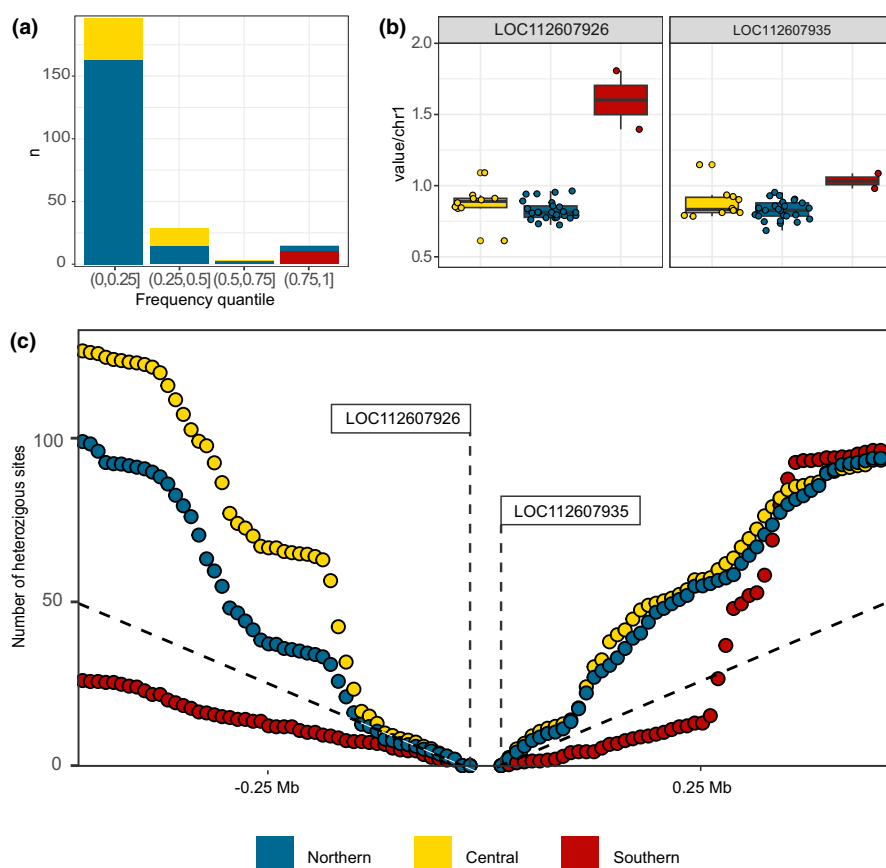 (a)
n
150
100
50
0
(0,0.25]
(0.25,0.5]
(0.5,0.75]
(0.75,1]
Frequency quantile
(b)
LOC112607926
LOC112607935
value/chr1
2.0
1.5
1.0
0.5
(c)
Number of heterozigous sites
100
50
0
LOC112607926
LOC112607935
-0.25 Mb
0.25 Mb
Northern
Central
Southern